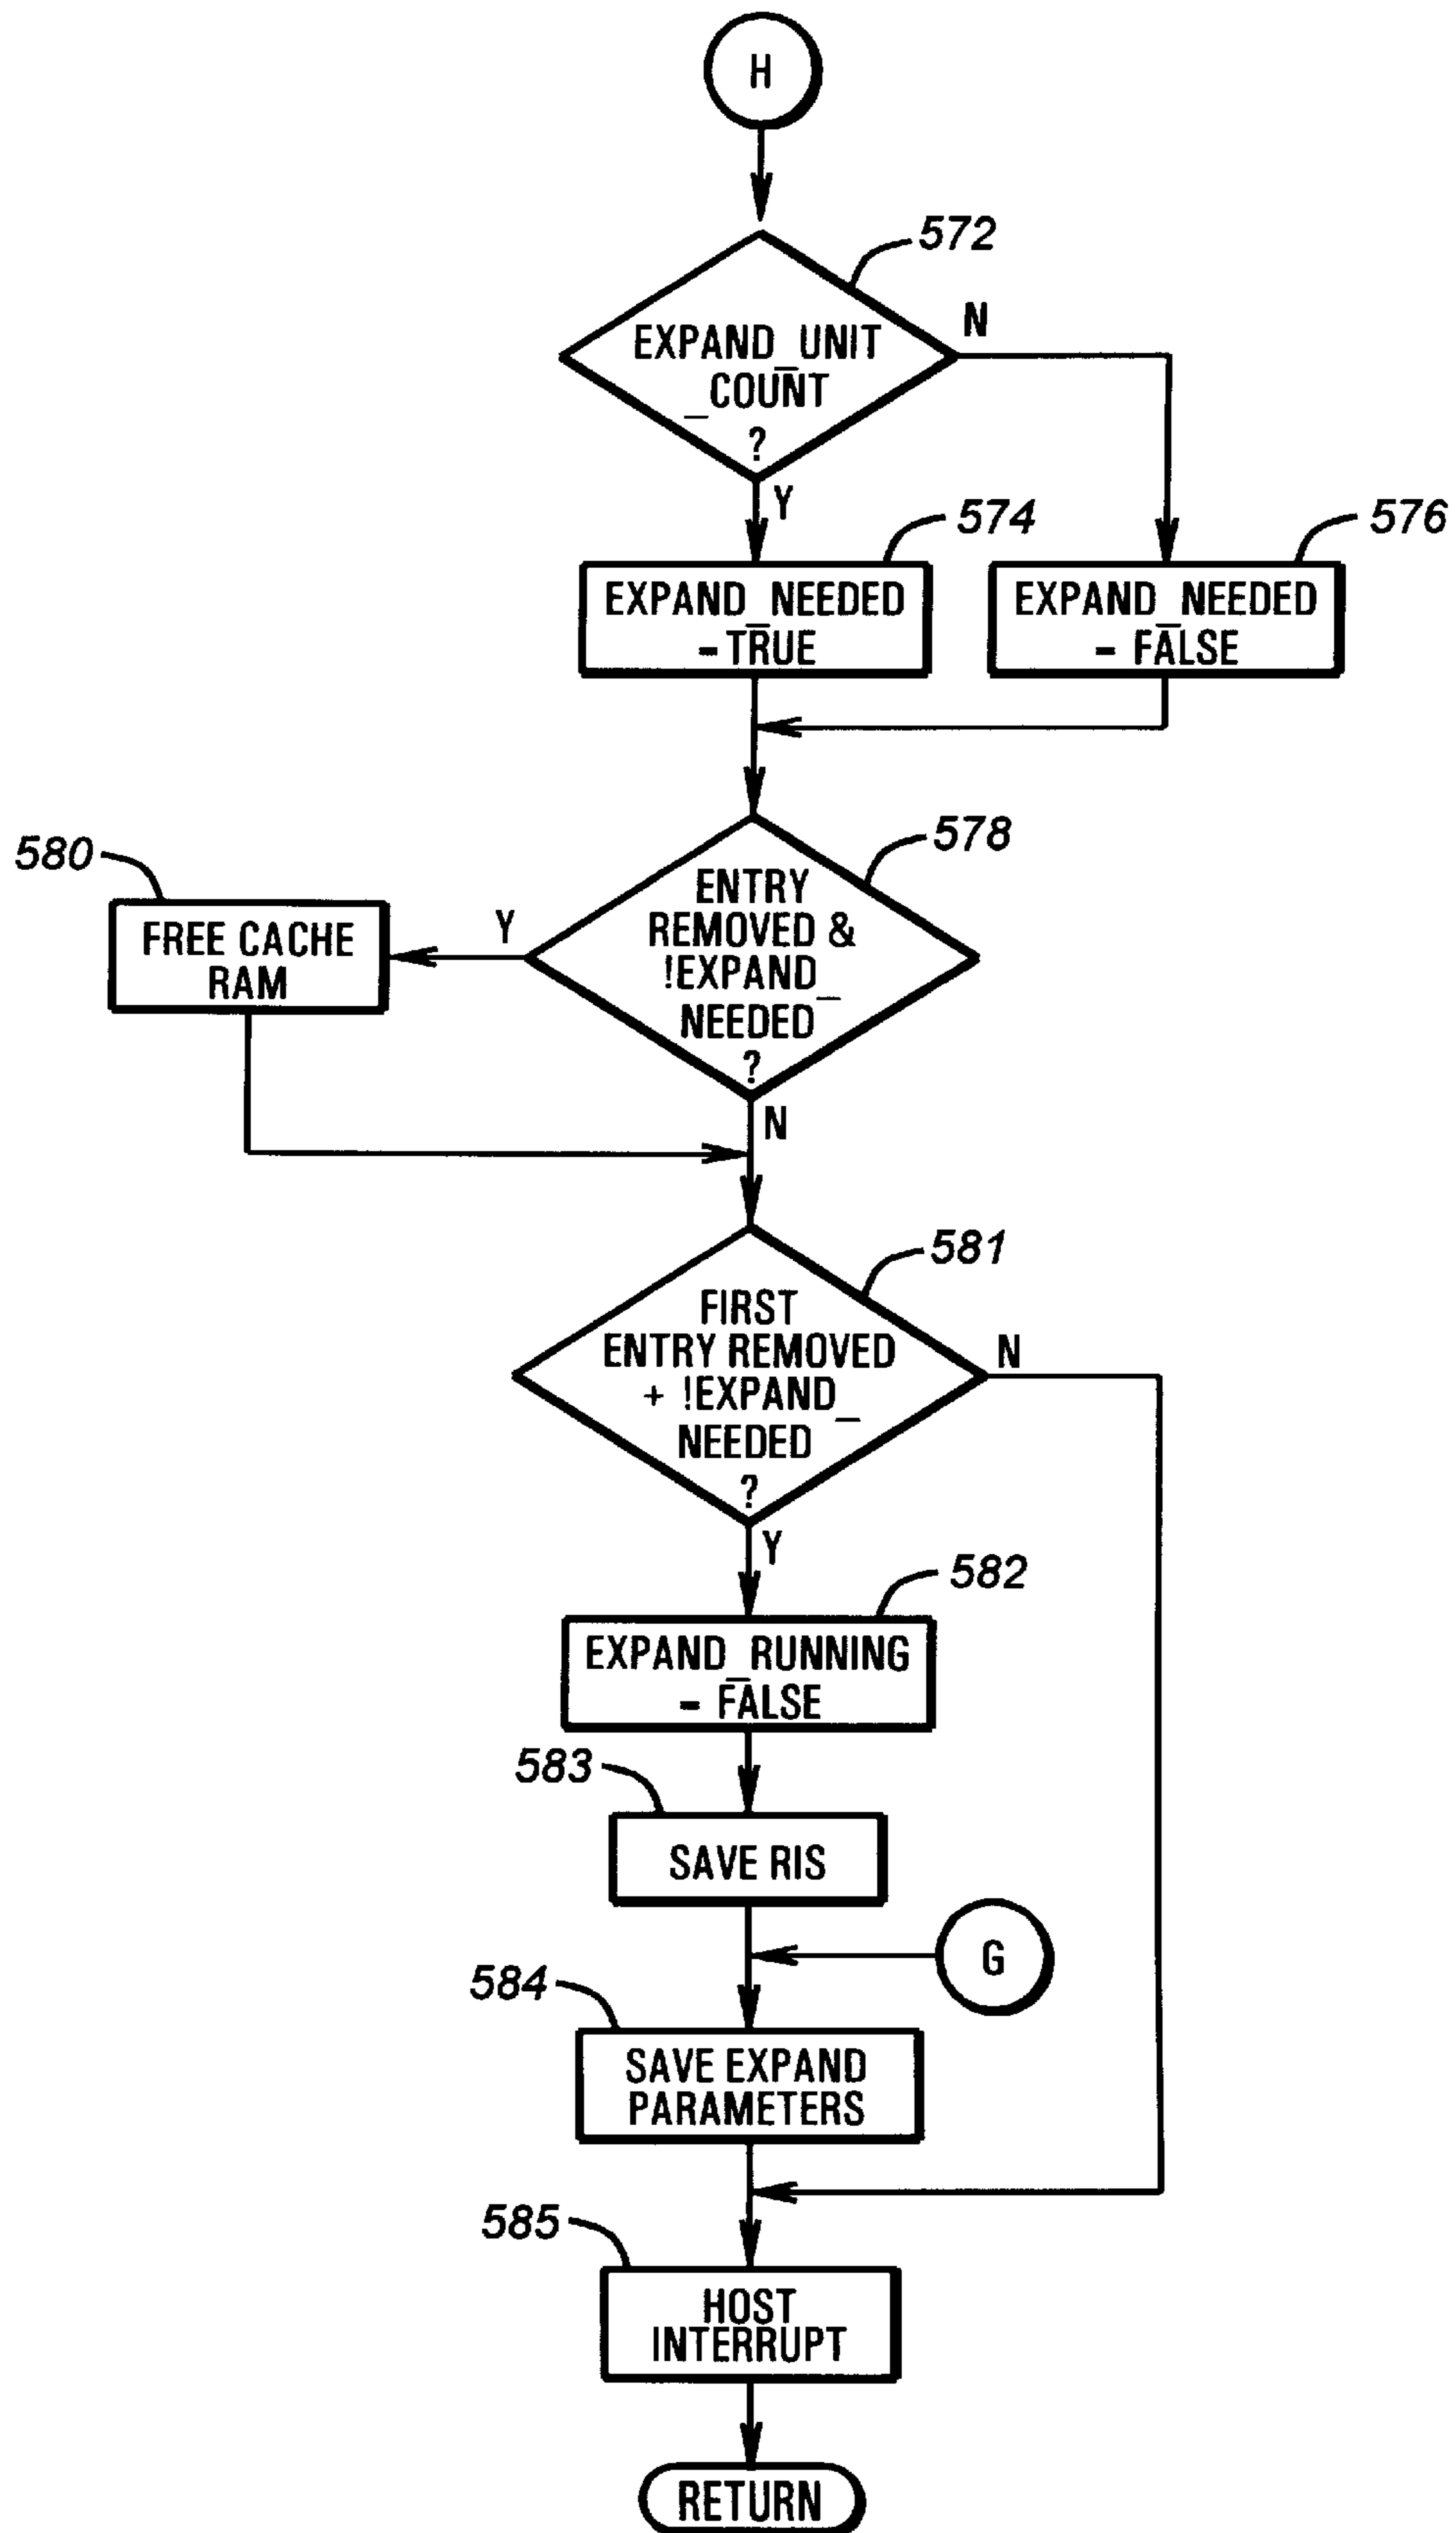 H
572
EXPAND_UNIT
_COUNT
?
N
Y
574
576
EXPAND_NEEDED
=TRUE
EXPAND_NEEDED
= FALSE
578
580
ENTRY
REMOVED &
!EXPAND_
NEEDED
?
Y
FREE CACHE
RAM
N
581
FIRST
ENTRY REMOVED
+ !EXPAND_
NEEDED
?
N
Y
582
EXPAND_RUNNING
= FALSE
583
SAVE RIS
G
584
SAVE EXPAND
PARAMETERS
585
HOST
INTERRUPT
RETURN